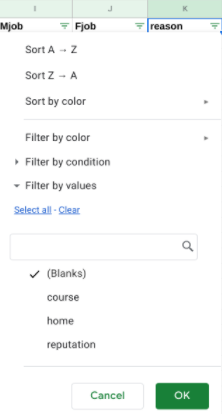 I J K
Mjob Fjob reason
Sort A → Z
Sort Z → A
Sort by color
Filter by color
Filter by condition
Filter by values
Select all - Clear
(Blanks)
course
home
reputation
Cancel OK